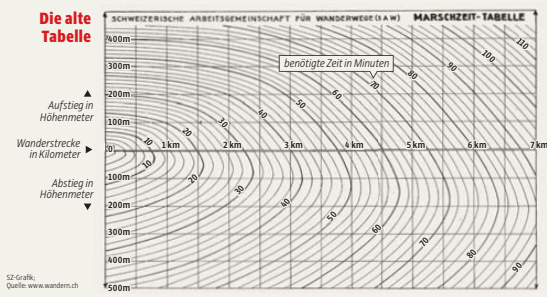 Die alte
Tabelle
SCHWEIZERISCHE ARBEITSGEMEINSCHAFT FÜR WANDERWEGE (SAW) MARSCHZEIT-TABELLE
400m
300m
200m
100m
0
100m
200m
300m
400m
500m
benötigte Zeit in Minuten
Aufstieg in
Höhenmeter
Wanderstrecke
in Kilometer
Abstieg in
Höhenmeter
1 km 2 km 3 km 4 km 5 km 6 km 7 km
10 20 30 40 50 60 70 80 90 100 110
10 20 30 40 50 60 70 80 90
SZ-Grafik;
Quelle: www.wandern.ch